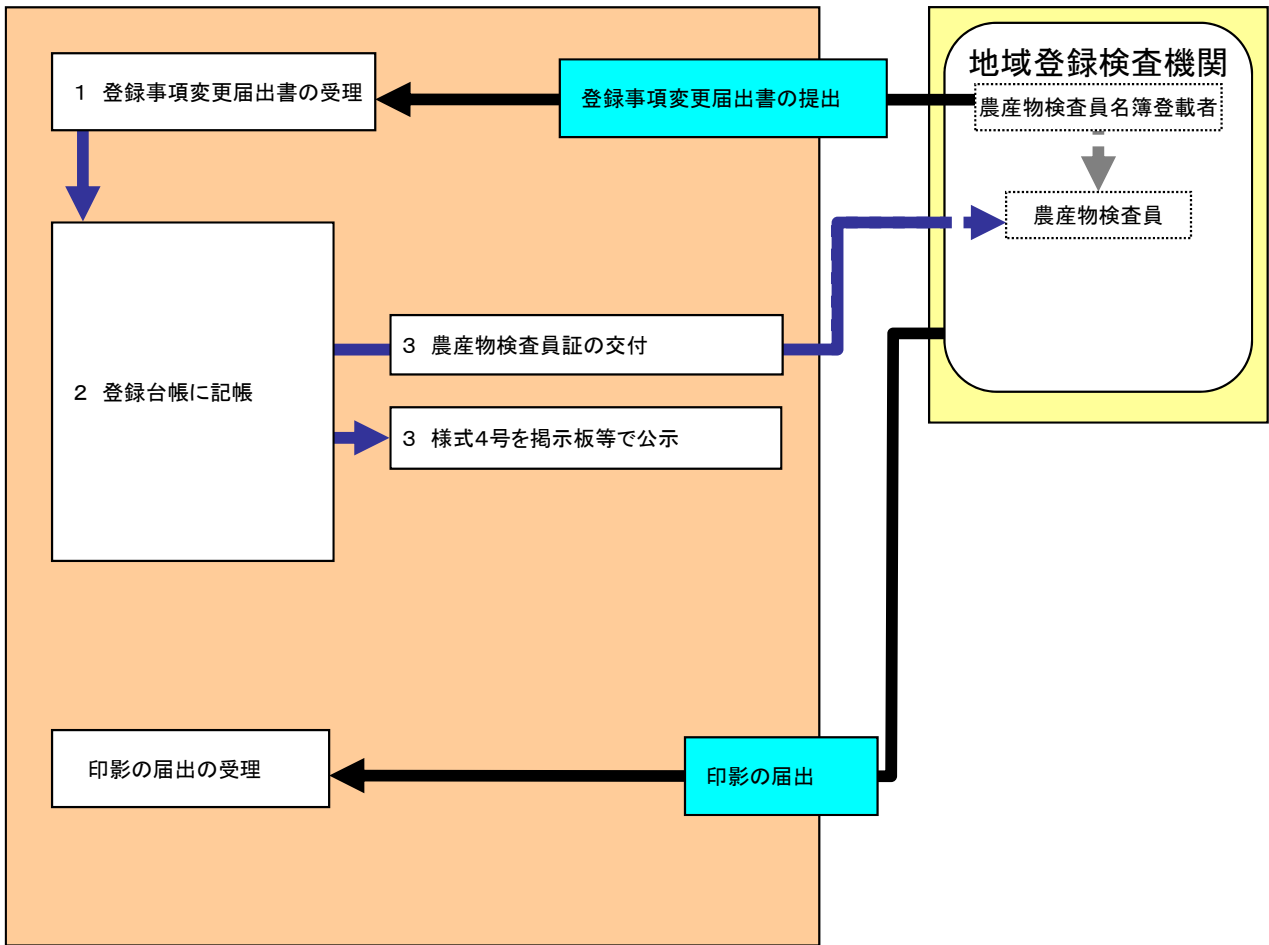 地域登録検査機関
1 登録事項変更届出書の受理
登録事項変更届出書の提出
農産物検査員名簿登載者
農産物検査員
3 農産物検査員証の交付
2 登録台帳に記帳
3 様式4号を掲示板等で公示
印影の届出の受理
印影の届出